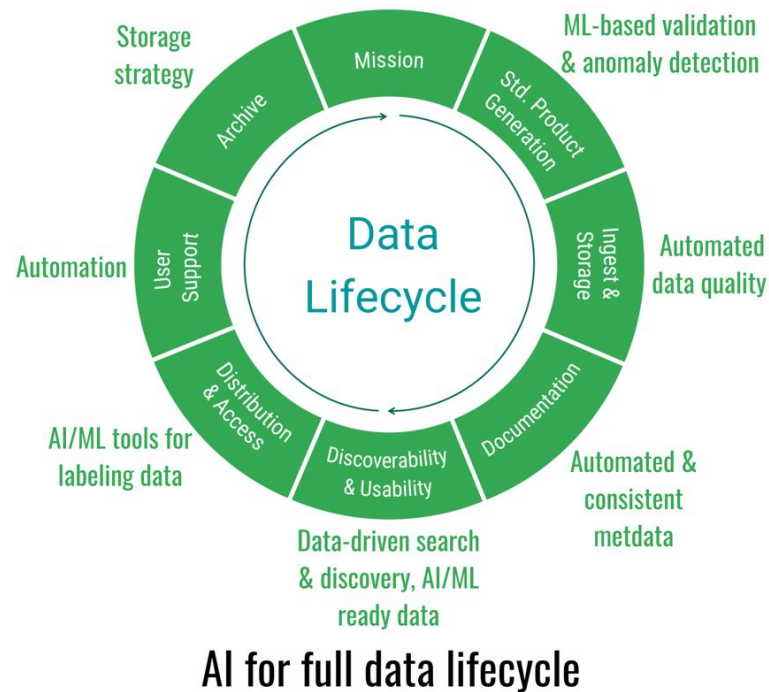 Storage
strategy
Mission
ML-based validation
& anomaly detection
Std. Product
Generation
Archive
Ingest &
Storage
Automated
data quality
User
Support
Automation
Data
Lifecycle
Documentation
Automated &
consistent
metdata
Distribution
& Access
AI/ML tools for
labeling data
Discoverability
& Usability
Data-driven search
& discovery, AI/ML
ready data
AI for full data lifecycle